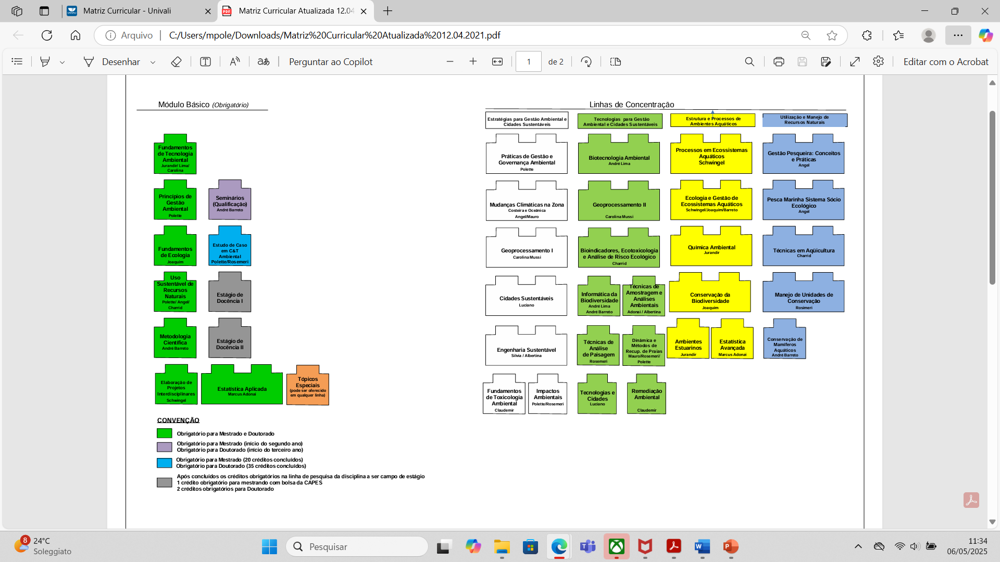 Matriz Curricular - Univali
Matriz Curricular Atualizada 12.04
Arquivo
C:/Users/mpole/Downloads/Matriz%20Curricular%20Atualizada%2012.04.2021.pdf
Desenhar
Perguntar ao Copilot
1
de 2
Editar com o Acrobat
Módulo Básico (Obrigatório)
Linhas de Concentração
Estratégias para Gestão Ambiental e
Cidades Sustentáveis
Tecnologias para Gestão
Ambiental e Cidades Sustentáveis
Estrutura e Processos de
Ambientes Aquáticos
Utilização e Manejo de
Recursos Naturais
Fundamentos
de Tecnologia
Ambiental
Jurandir/ Lima/
Carolina
Princípios de
Gestão
Ambiental
Polette
Seminários
(Qualificação)
André Barreto
Fundamentos
de Ecologia
Joaquim
Estudo de Caso
em C&T
Ambiental
Polette/Rosemeri
Uso
Sustentável de
Recursos
Naturais
Polette/ Angel/
Charrid
Estágio de
Docência I
Metodologia
Científica
André Barreto
Estágio de
Docência II
Elaboração de
Projetos
Interdisciplinares
Schwingel
Estatística Aplicada
Marcus Adonai
Tópicos
Especiais
(pode ser oferecido
em qualquer linha)
Práticas de Gestão e
Governança Ambiental
Polette
Biotecnologia Ambiental
André Lima
Processos em Ecossistemas
Aquáticos
Schwingel
Gestão Pesqueira: Conceitos
e Práticas
Angel
Mudanças Climáticas na Zona
Costeira e Oceânica
Angel/Mauro
Geoprocessamento II
Carolina Mussi
Ecologia e Gestão de
Ecossistemas Aquáticos
Schwingel/Joaquim/Barreto
Pesca Marinha Sistema Sócio
Ecológico
Angel
Geoprocessamento I
Carolina Mussi
Bioindicadores, Ecotoxicologia
e Análise de Risco Ecológico
Charrid
Química Ambiental
Jurandir
Técnicas em Aqüicultura
Charrid
Cidades Sustentáveis
Luciano
Informática da
Biodiversidade
André Lima
André Barreto
Técnicas de
Amostragem e
Análises
Ambientais
Adonai / Albertina
Conservação da
Biodiversidade
Joaquim
Manejo de Unidades de
Conservação
Rosimeri
Engenharia Sustentável
Silvia / Albertina
Técnicas de
Análise
de Paisagem
Rosemeri
Dinâmica e
Métodos de
Recup. de Praias
Mauro/Rosemeri/
Polette
Ambientes
Estuarinos
Jurandir
Estatística
Avançada
Marcus Adonai
Conservação de
Mamíferos
Aquáticos
André Barreto
Fundamentos
de Toxicologia
Ambiental
Claudemir
Impactos
Ambientais
Polette/Rosemeri
Tecnologias e
Cidades
Luciano
Remediação
Ambiental
Claudemir
CONVENÇÃO
Obrigatório para Mestrado e Doutorado
Obrigatório para Mestrado (início do segundo ano)
Obrigatório para Doutorado (início do terceiro ano)
Obrigatório para Mestrado (20 créditos concluídos)
Obrigatório para Doutorado (35 créditos concluídos)
Após concluídos os créditos obrigatórios na linha de pesquisa da disciplina a ser campo de estágio
1 crédito obrigatório para mestrando com bolsa da CAPES
2 créditos obrigatórios para Doutorado
8
24°C
Soleggiato
Pesquisar
11:34
06/05/2025